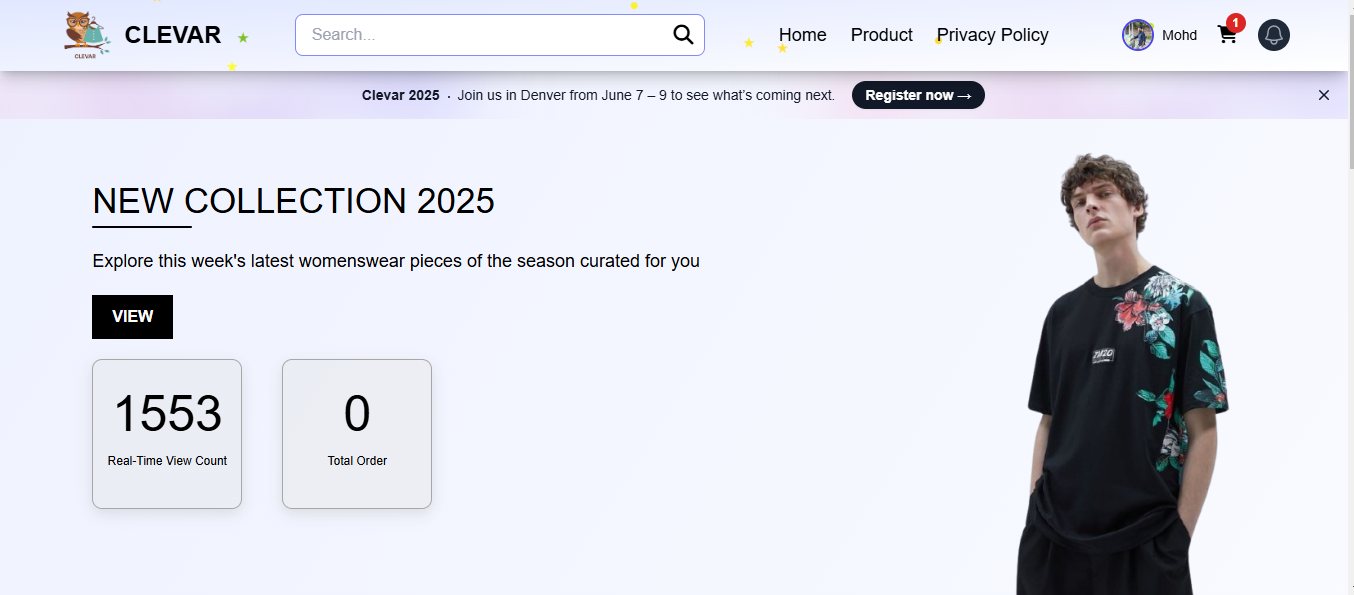 CLEVAR
CLEVAR
Search...
Home
Product
Privacy Policy
Mohd
1
Clevar 2025 · Join us in Denver from June 7 – 9 to see what's coming next.
Register now →
NEW COLLECTION 2025
Explore this week's latest womenswear pieces of the season curated for you
VIEW
1553
Real-Time View Count
0
Total Order